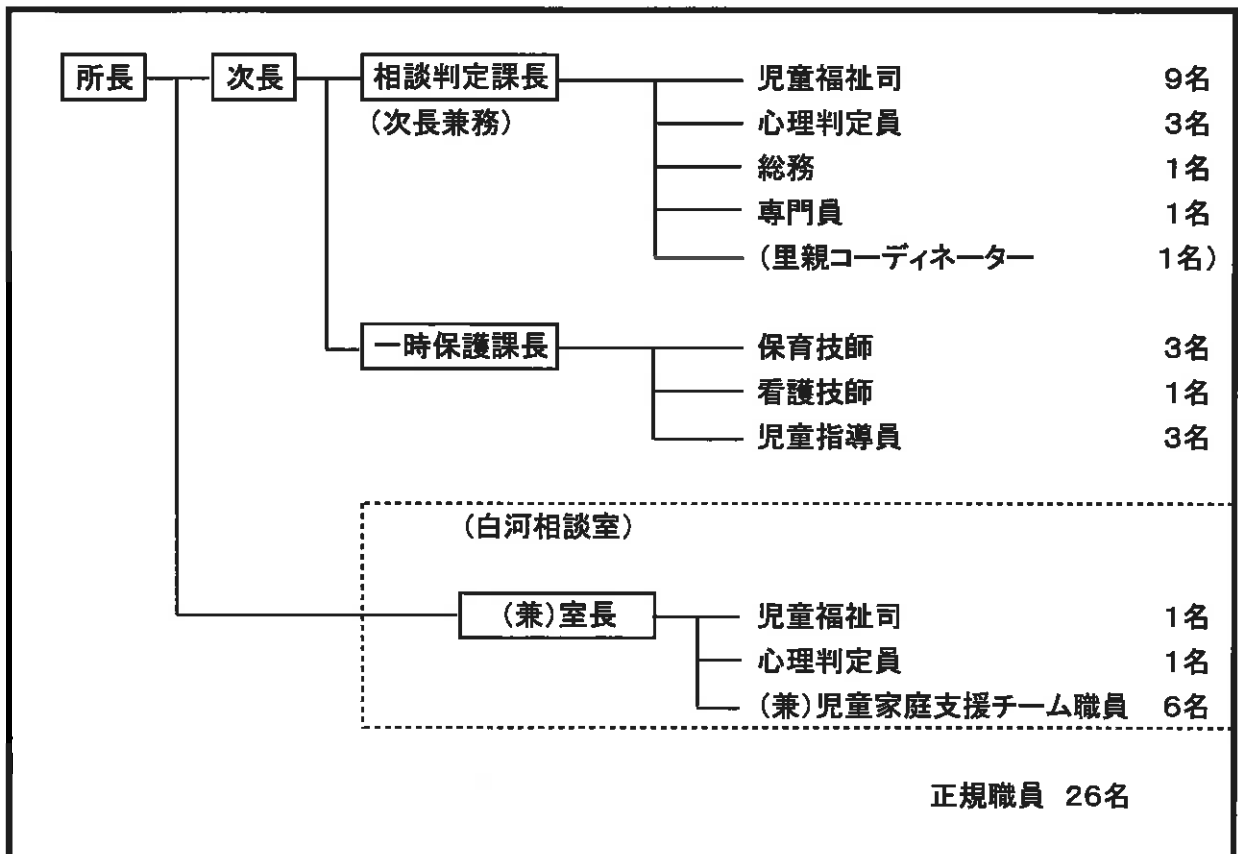 所長 次長 相談判定課長 児童福祉司 9名
(次長兼務) 心理判定員 3名
総務 1名
専門員 1名
(里親コーディネーター 1名)
一時保護課長 保育技師 3名
看護技師 1名
児童指導員 3名
(白河相談室)
(兼)室長 児童福祉司 1名
心理判定員 1名
(兼)児童家庭支援チーム職員 6名
正規職員 26名